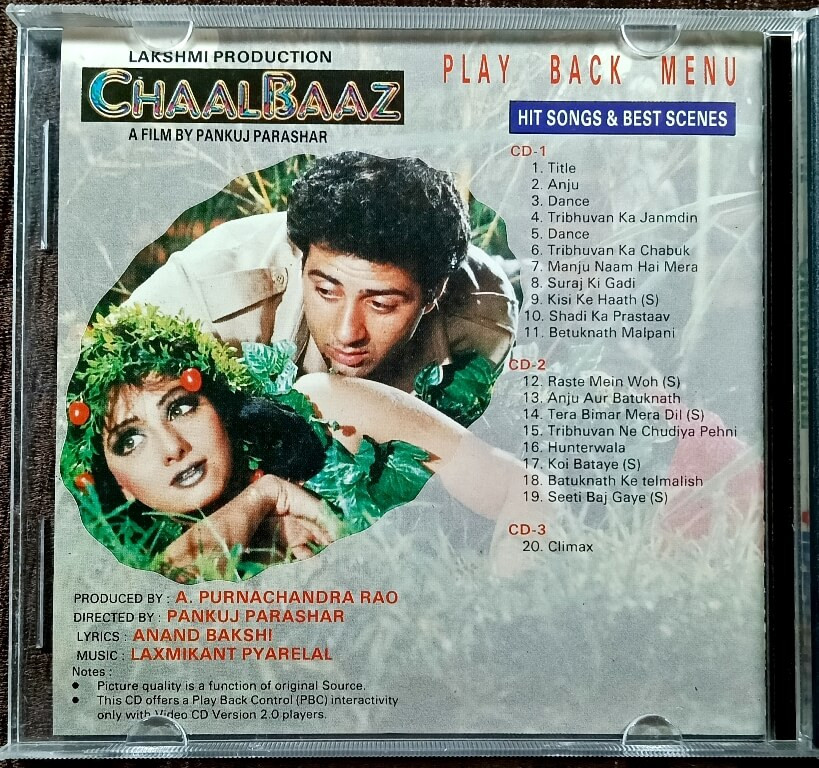 LAKSHMI PRODUCTION
CHAALBAAZ
A FILM BY PANKUJ PARASHAR
PLAY BACK MENU
HIT SONGS & BEST SCENES
CD-1
1. Title
2. Anju
3. Dance
4. Tribhuvan Ka Janmdin
5. Dance
6. Tribhuvan Ka Chabuk
7. Manju Naam Hai Mera
8. Suraj Ki Gadi
9. Kisi Ke Haath (S)
10. Shadi Ka Prastaav
11. Betuknath Malpani
CD-2
12. Raste Mein Woh (S)
13. Anju Aur Batuknath
14. Tera Bimar Mera Dil (S)
15. Tribhuvan Ne Chudiya Pehni
16. Hunterwala
17. Koi Bataye (S)
18. Batuknath Ke telmalish
19. Seeti Baj Gaye (S)
CD-3
20. Climax
PRODUCED BY : A. PURNACHANDRA RAO
DIRECTED BY : PANKUJ PARASHAR
LYRICS : ANAND BAKSHI
MUSIC : LAXMIKANT PYARELAL
Notes :
• Picture quality is a function of original Source.
• This CD offers a Play Back Control (PBC) interactivity
only with Video CD Version 2.0 players.